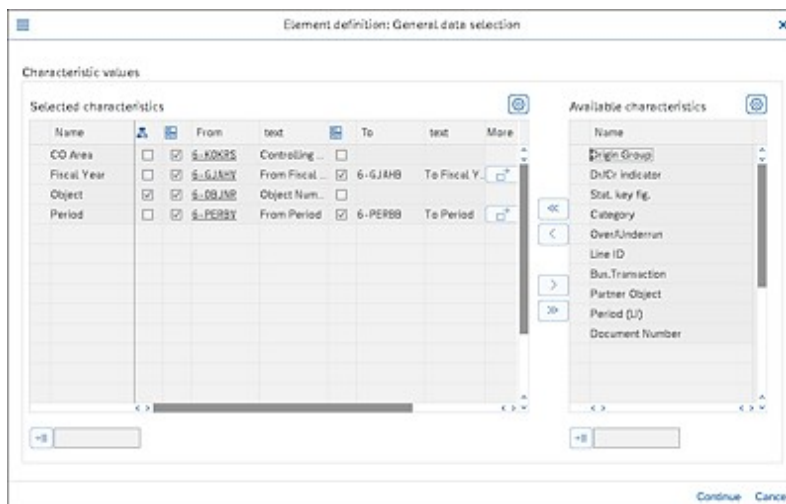 Element definition: General data selection
Characteristic values
Selected characteristics
Name From text To text More
CO Area 6-KOKRS Controlling ...
Fiscal Year 6-GJAHV From Fiscal ... 6-GJAHB To Fiscal Y...
Object 6-OBJNR Object Num...
Period 6-PERBV From Period 6-PERBB To Period
Available characteristics
Name
Origin Group
Dr/Cr indicator
Stat. key fig.
Category
Over/Underrun
Line ID
Bus.Transaction
Partner Object
Period (LI)
Document Number
Continue Cance